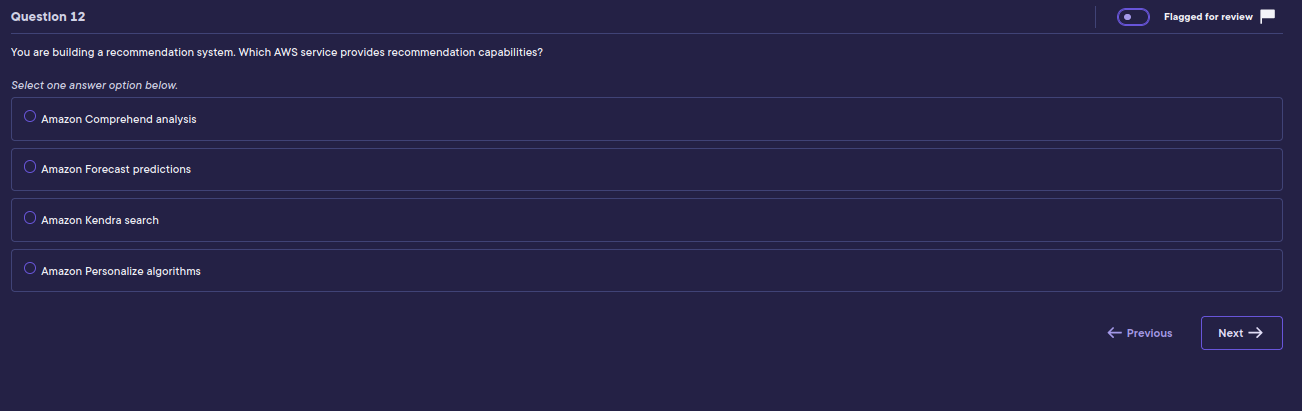 Question 12
Flagged for review
You are building a recommendation system. Which AWS service provides recommendation capabilities?
Select one answer option below.
Amazon Comprehend analysis
Amazon Forecast predictions
Amazon Kendra search
Amazon Personalize algorithms
Previous
Next